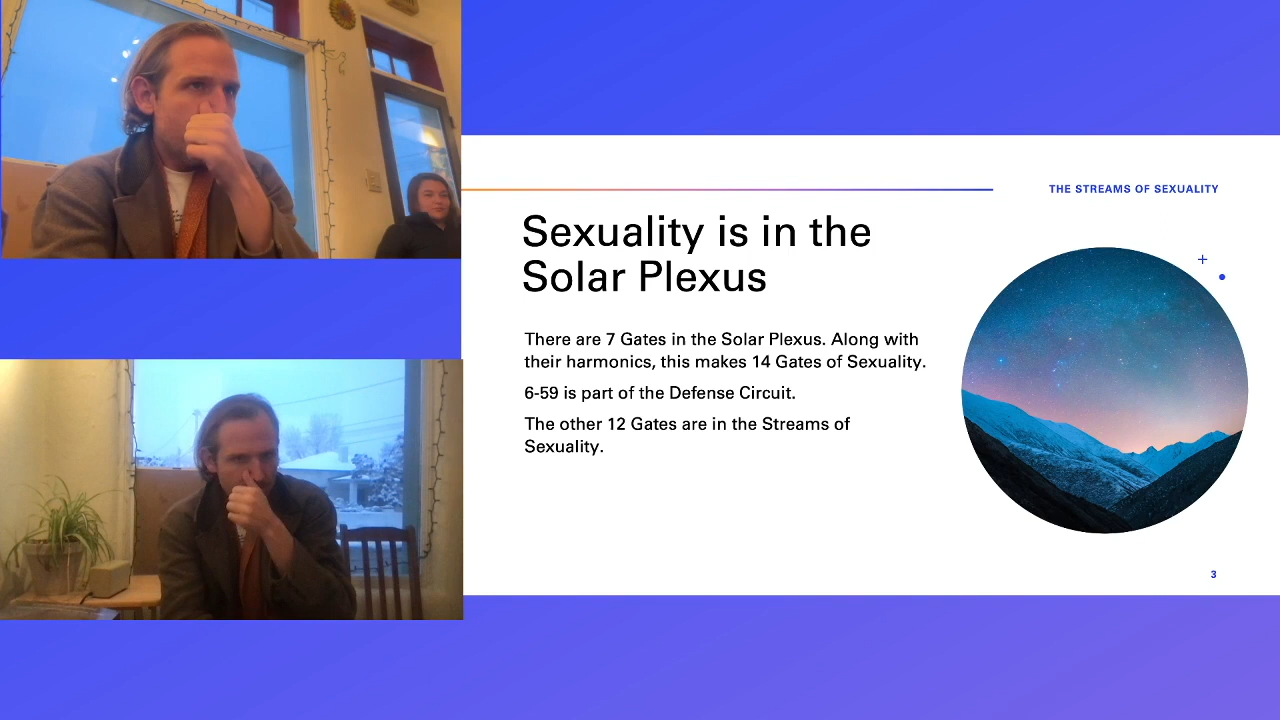 THE STREAMS OF SEXUALITY
Sexuality is in the
Solar Plexus
There are 7 Gates in the Solar Plexus. Along with
their harmonics, this makes 14 Gates of Sexuality.
6-59 is part of the Defense Circuit.
The other 12 Gates are in the Streams of
Sexuality.
3